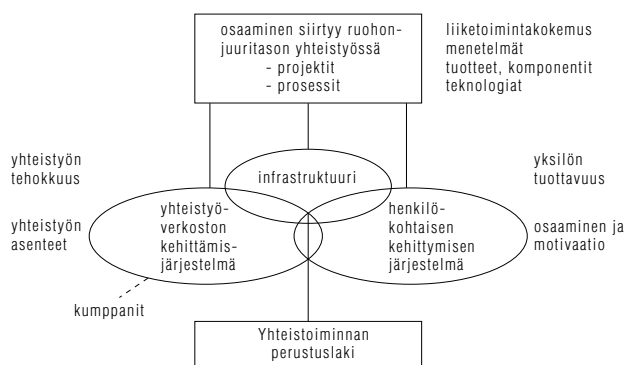 osaaminen siirtyy ruohon-
juuritason yhteistyössä
- projektit
- prosessit
liiketoimintakokemus
menetelmät
tuotteet, komponentit
teknologiat
yhteistyön
tehokkuus
infrastruktuuri
yksilön
tuottavuus
yhteistyön
asenteet
yhteistyö-
verkoston
kehittämis-
järjestelmä
henkilö-
kohtaisen
kehittymisen
järjestelmä
osaaminen ja
motivaatio
kumppanit
Yhteistoiminnan
perustuslaki